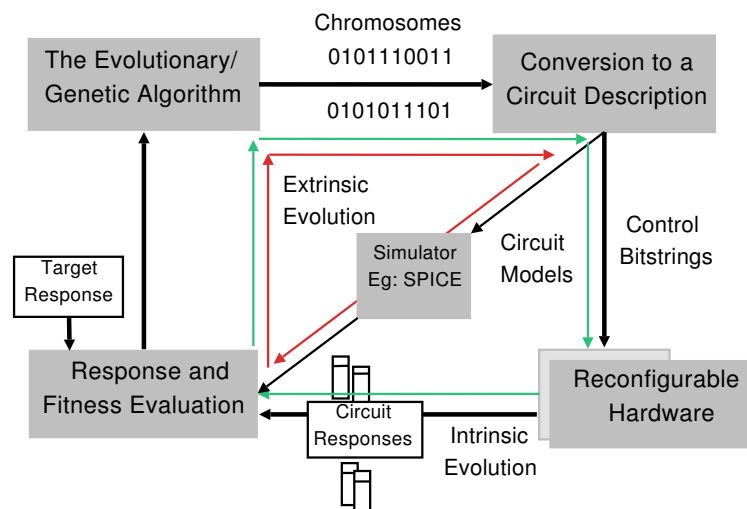 Chromosomes
The Evolutionary/
Genetic Algorithm
0101110011
0101011101
Conversion to a
Circuit Description
Extrinsic
Evolution
Simulator
Eg: SPICE
Circuit
Models
Control
Bitstrings
Target
Response
Response and
Fitness Evaluation
Circuit
Responses
Intrinsic
Evolution
Reconfigurable
Hardware